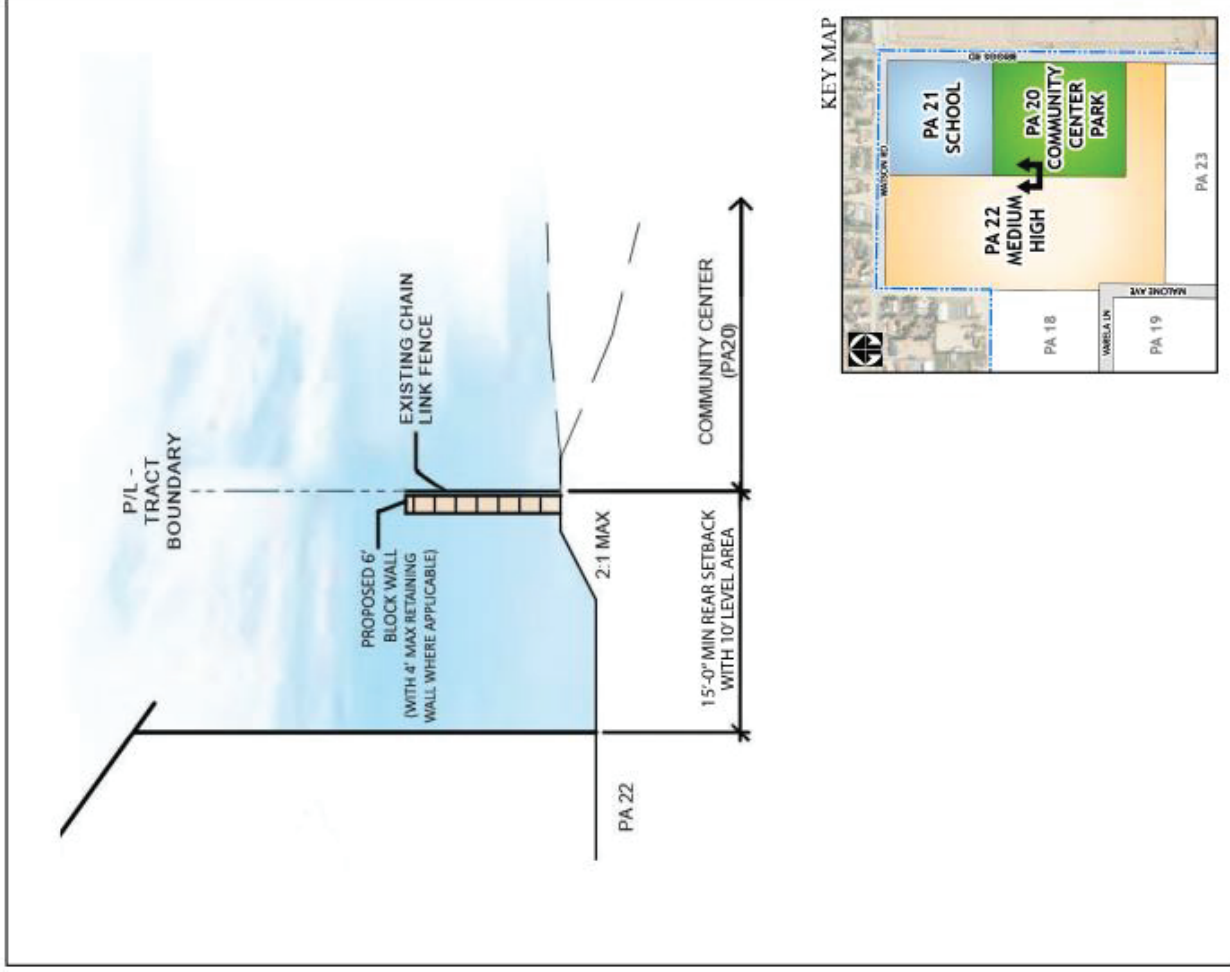 P/L -
TRACT
BOUNDARY
PROPOSED 6'
BLOCK WALL
(WITH 4' MAX RETAINING
WALL WHERE APPLICABLE)
EXISTING CHAIN
LINK FENCE
2:1 MAX
PA 22
15'-0" MIN REAR SETBACK
WITH 10' LEVEL AREA
COMMUNITY CENTER
(PA20)
KEY MAP
WATSON RD
BRIGGS RD
PA 21
SCHOOL
PA 20
COMMUNITY
CENTER
PARK
PA 22
MEDIUM
HIGH
PA 18
VARELA LN
PA 19
MALONE AVE
PA 23